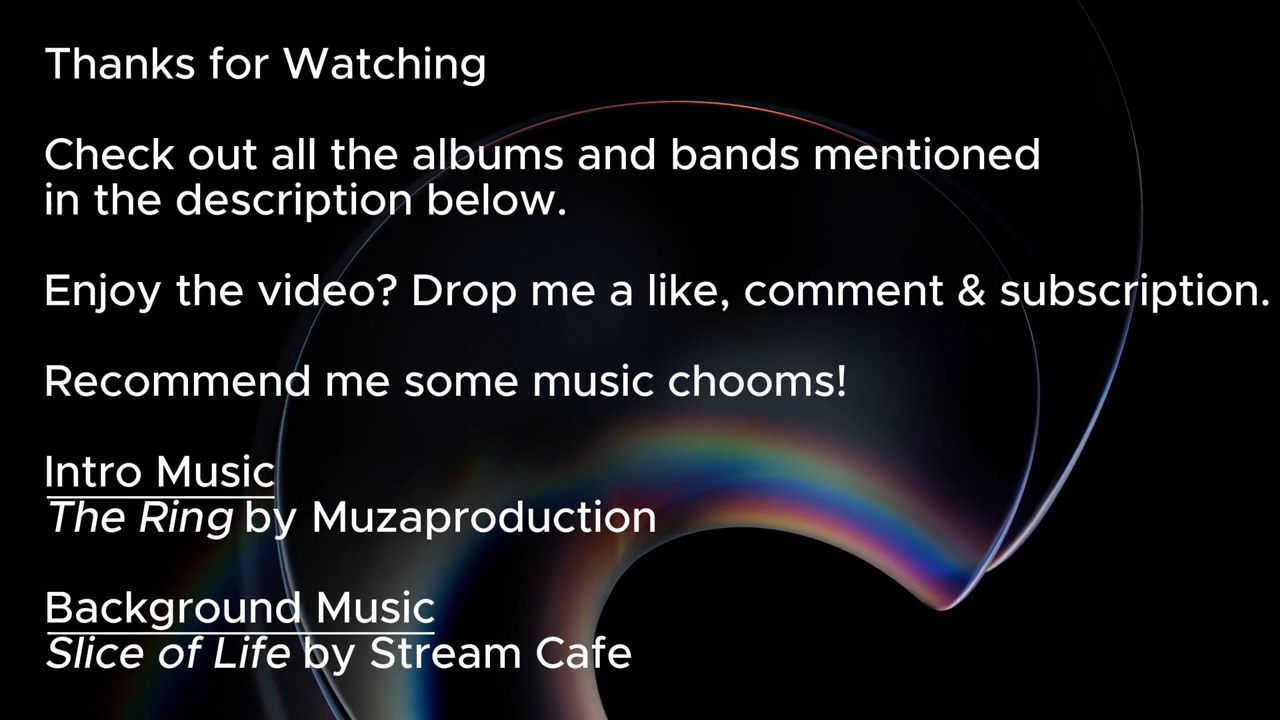 Thanks for Watching
Check out all the albums and bands mentioned
in the description below.
Enjoy the video? Drop me a like, comment & subscription.
Recommend me some music chooms!
Intro Music
The Ring by Muzaproduction
Background Music
Slice of Life by Stream Cafe